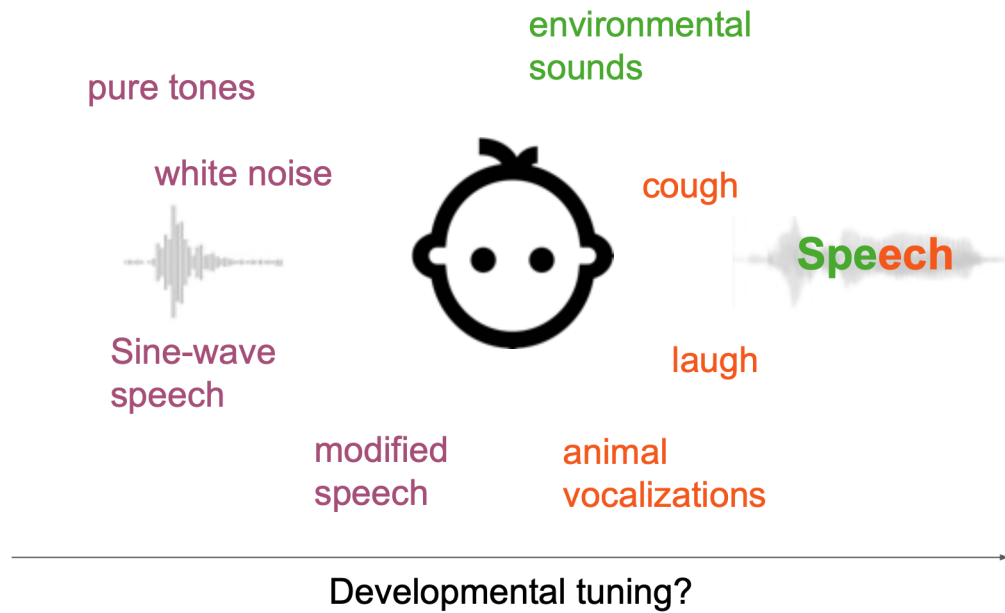 environmental
sounds
pure tones
white noise
cough
Speech
Sine-wave
speech
laugh
modified
speech
animal
vocalizations
Developmental tuning?